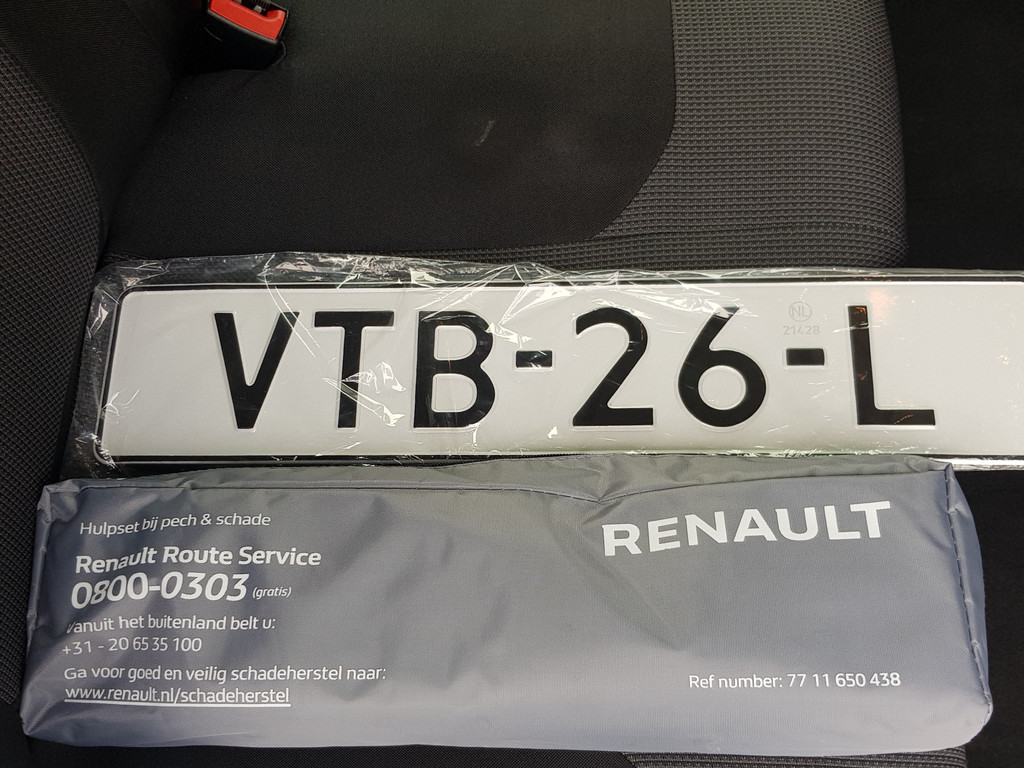 NL
21428
VTB-26-L
Hulpset bij pech & schade
RENAULT
Renault Route Service
0800-0303 (gratis)
Vanuit het buitenland belt u:
+31 - 20 65 35 100
Ga voor goed en veilig schadeherstel naar:
www.renault.nl/schadeherstel
Ref number: 77 11 650 438